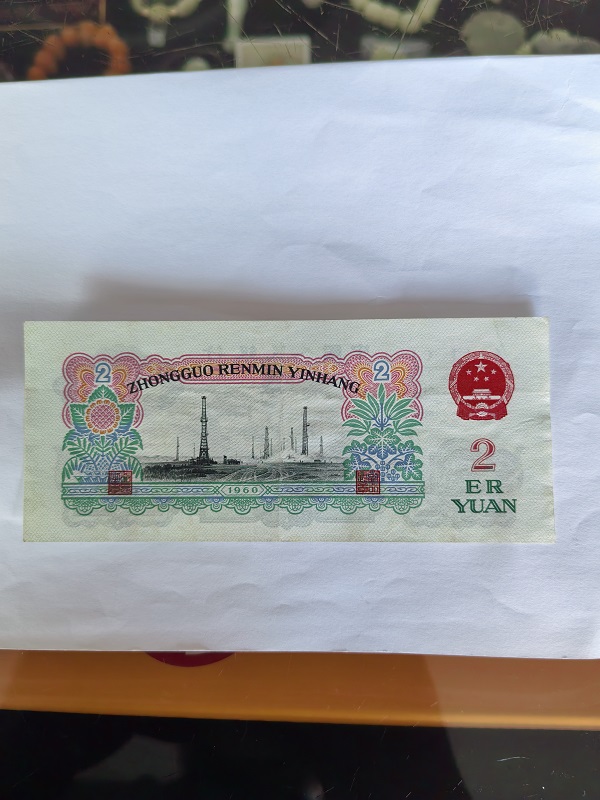 2
ZHONGGUO RENMIN YINHANG
2
1960
2
ER
YUAN